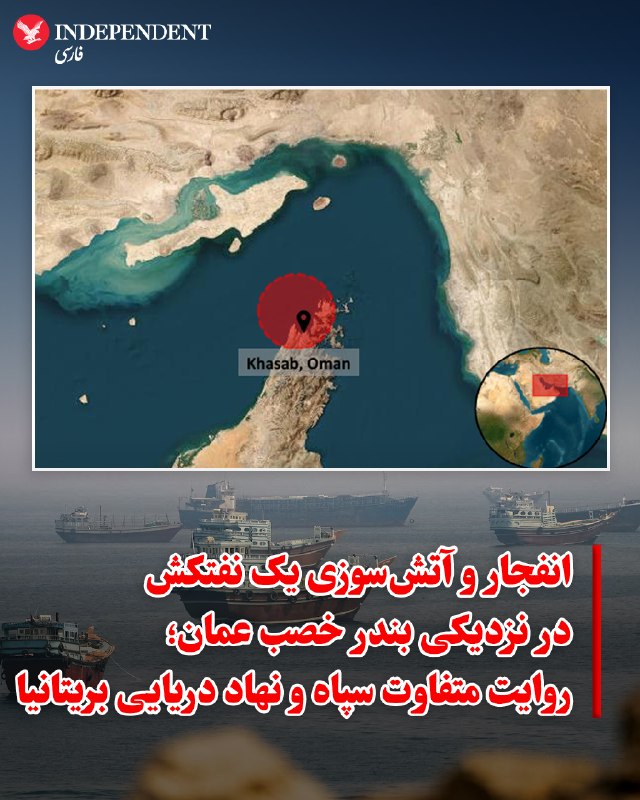 INDEPENDENT
فارسی
Khasab, Oman
انفجار و آتش‌سوزی یک نفتکش
در نزدیکی بندر خصب عمان؛
روایت متفاوت سپاه و نهاد دریایی بریتانیا